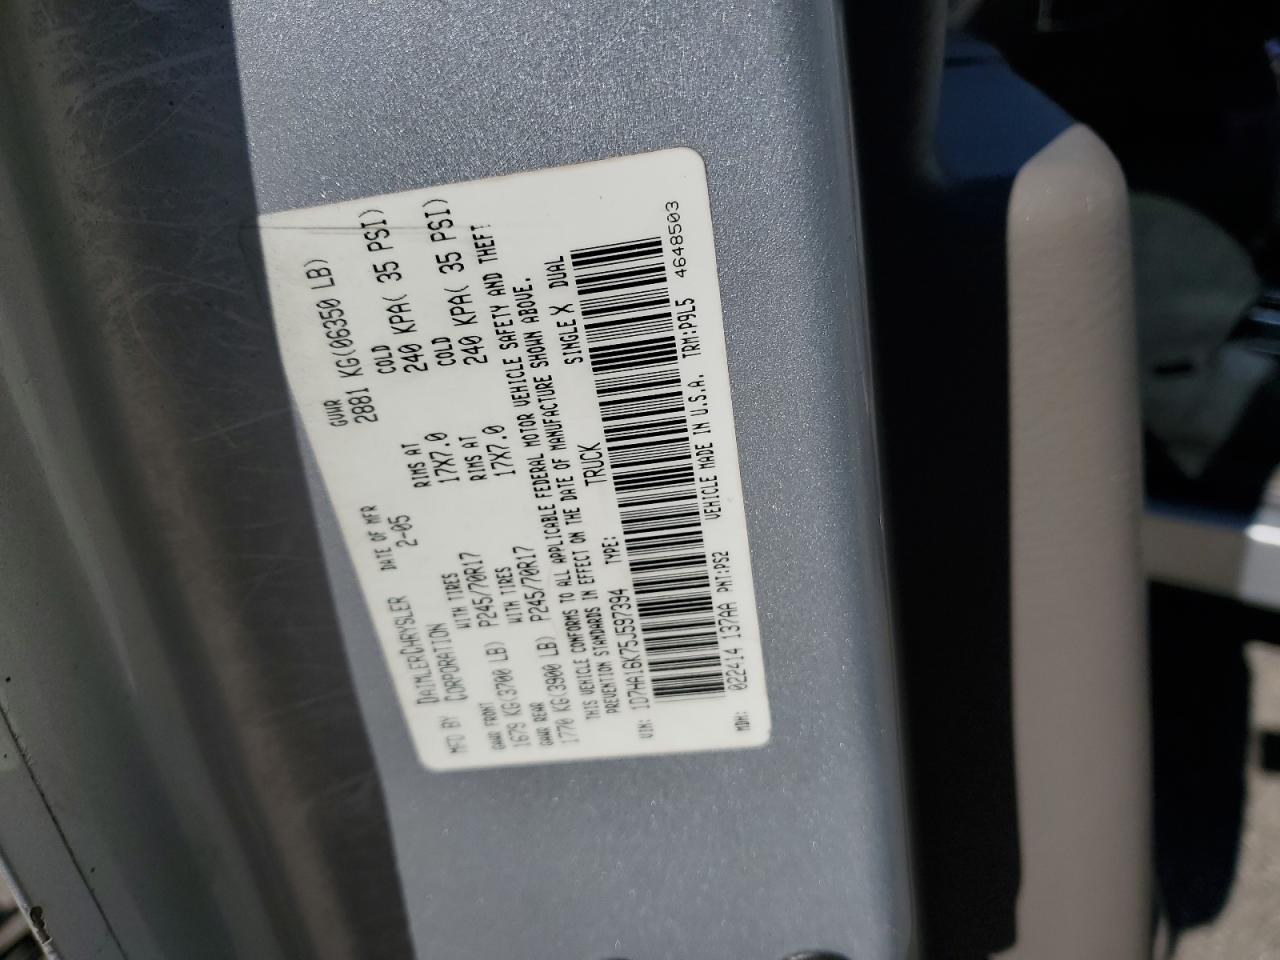 MFD BY DAIMLERCHRYSLER CORPORATION DATE OF MFR 2-05 GVWR 2881 KG(06350 LB)
GAWR FRONT WITH TIRES RIMS AT COLD
1679 KG(3700 LB) P245/70R17 17X7.0 240 KPA( 35 PSI)
GAWR REAR WITH TIRES RIMS AT COLD
1770 KG(3900 LB) P245/70R17 17X7.0 240 KPA( 35 PSI)
THIS VEHICLE CONFORMS TO ALL APPLICABLE FEDERAL MOTOR VEHICLE SAFETY AND THEFT
PREVENTION STANDARDS IN EFFECT ON THE DATE OF MANUFACTURE SHOWN ABOVE.
VIN: 1D7HA16K75J597394 TYPE: TRUCK SINGLE X DUAL
MDH: 022414 137AA PNT:PS2 VEHICLE MADE IN U.S.A. TRM:P9L5 4648503